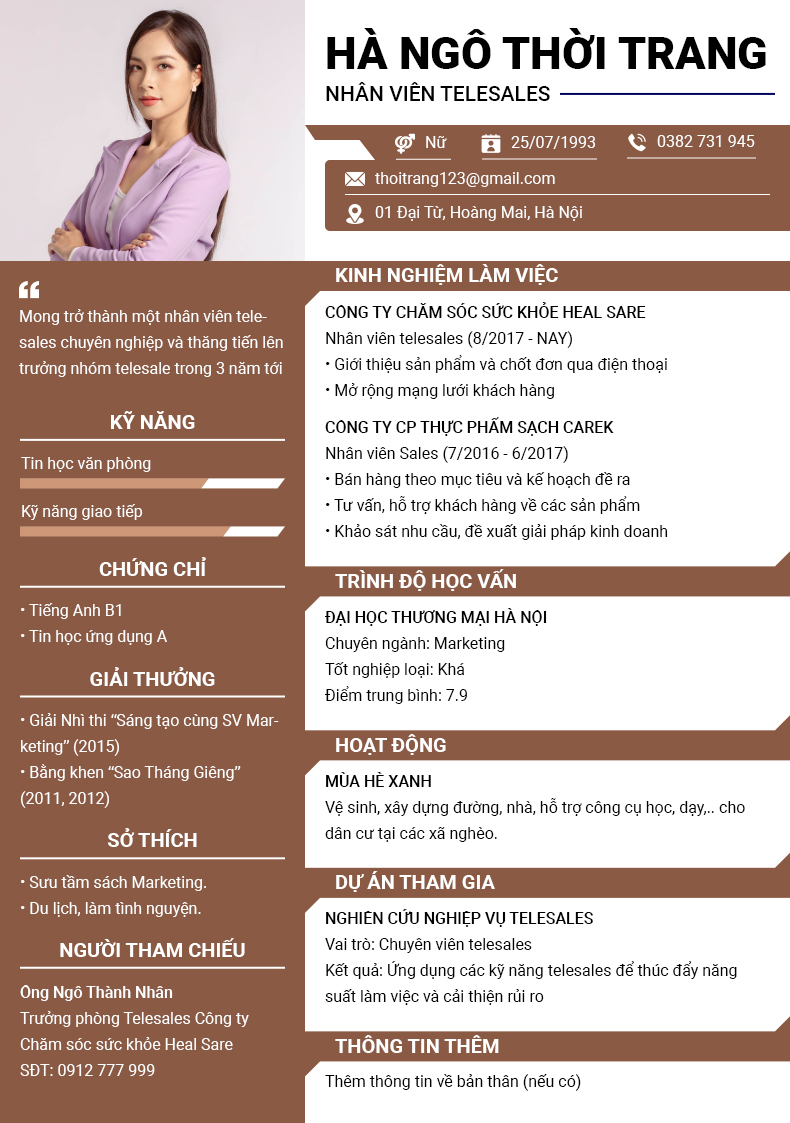 HÀ NGÔ THỜI TRANG
NHÂN VIÊN TELESALES
Nữ
25/07/1993
0382 731 945
thoitrang123@gmail.com
01 Đại Từ, Hoàng Mai, Hà Nội
Mong trở thành một nhân viên tele-
sales chuyên nghiệp và thăng tiến lên
trưởng nhóm telesale trong 3 năm tới
KỸ NĂNG
Tin học văn phòng
Kỹ năng giao tiếp
CHỨNG CHỈ
• Tiếng Anh B1
• Tin học ứng dụng A
GIẢI THƯỞNG
• Giải Nhì thi “Sáng tạo cùng SV Mar-
keting” (2015)
• Bằng khen “Sao Tháng Giêng”
(2011, 2012)
SỞ THÍCH
• Sưu tầm sách Marketing.
• Du lịch, làm tình nguyện.
NGƯỜI THAM CHIẾU
Ông Ngô Thành Nhân
Trưởng phòng Telesales Công ty
Chăm sóc sức khỏe Heal Sare
SĐT: 0912 777 999
KINH NGHIỆM LÀM VIỆC
CÔNG TY CHĂM SÓC SỨC KHỎE HEAL SARE
Nhân viên telesales (8/2017 - NAY)
• Giới thiệu sản phẩm và chốt đơn qua điện thoại
• Mở rộng mạng lưới khách hàng
CÔNG TY CP THỰC PHẨM SẠCH CAREK
Nhân viên Sales (7/2016 - 6/2017)
• Bán hàng theo mục tiêu và kế hoạch đề ra
• Tư vấn, hỗ trợ khách hàng về các sản phẩm
• Khảo sát nhu cầu, đề xuất giải pháp kinh doanh
TRÌNH ĐỘ HỌC VẤN
ĐẠI HỌC THƯƠNG MẠI HÀ NỘI
Chuyên ngành: Marketing
Tốt nghiệp loại: Khá
Điểm trung bình: 7.9
HOẠT ĐỘNG
MÙA HÈ XANH
Vệ sinh, xây dựng đường, nhà, hỗ trợ công cụ học, dạy,.. cho
dân cư tại các xã nghèo.
DỰ ÁN THAM GIA
NGHIÊN CỨU NGHIỆP VỤ TELESALES
Vai trò: Chuyên viên telesales
Kết quả: Ứng dụng các kỹ năng telesales để thúc đẩy năng
suất làm việc và cải thiện rủi ro
THÔNG TIN THÊM
Thêm thông tin về bản thân (nếu có)